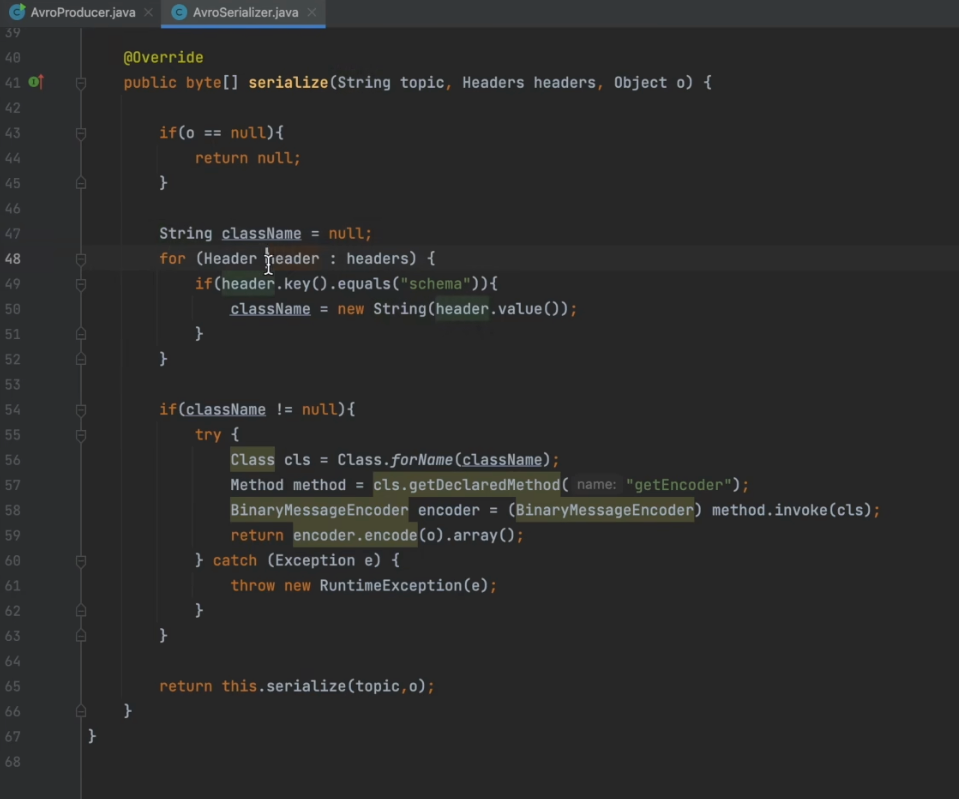 AvroProducer.java × AvroSerializer.java ×
39
40 @Override
41 public byte[] serialize(String topic, Headers headers, Object o) {
42
43 if(o == null){
44 return null;
45 }
46
47 String className = null;
48 for (Header header : headers) {
49 if(header.key().equals("schema")){
50 className = new String(header.value());
51 }
52 }
53
54 if(className != null){
55 try {
56 Class cls = Class.forName(className);
57 Method method = cls.getDeclaredMethod( name: "getEncoder");
58 BinaryMessageEncoder encoder = (BinaryMessageEncoder) method.invoke(cls);
59 return encoder.encode(o).array();
60 } catch (Exception e) {
61 throw new RuntimeException(e);
62 }
63 }
64
65 return this.serialize(topic,o);
66 }
67 }
68